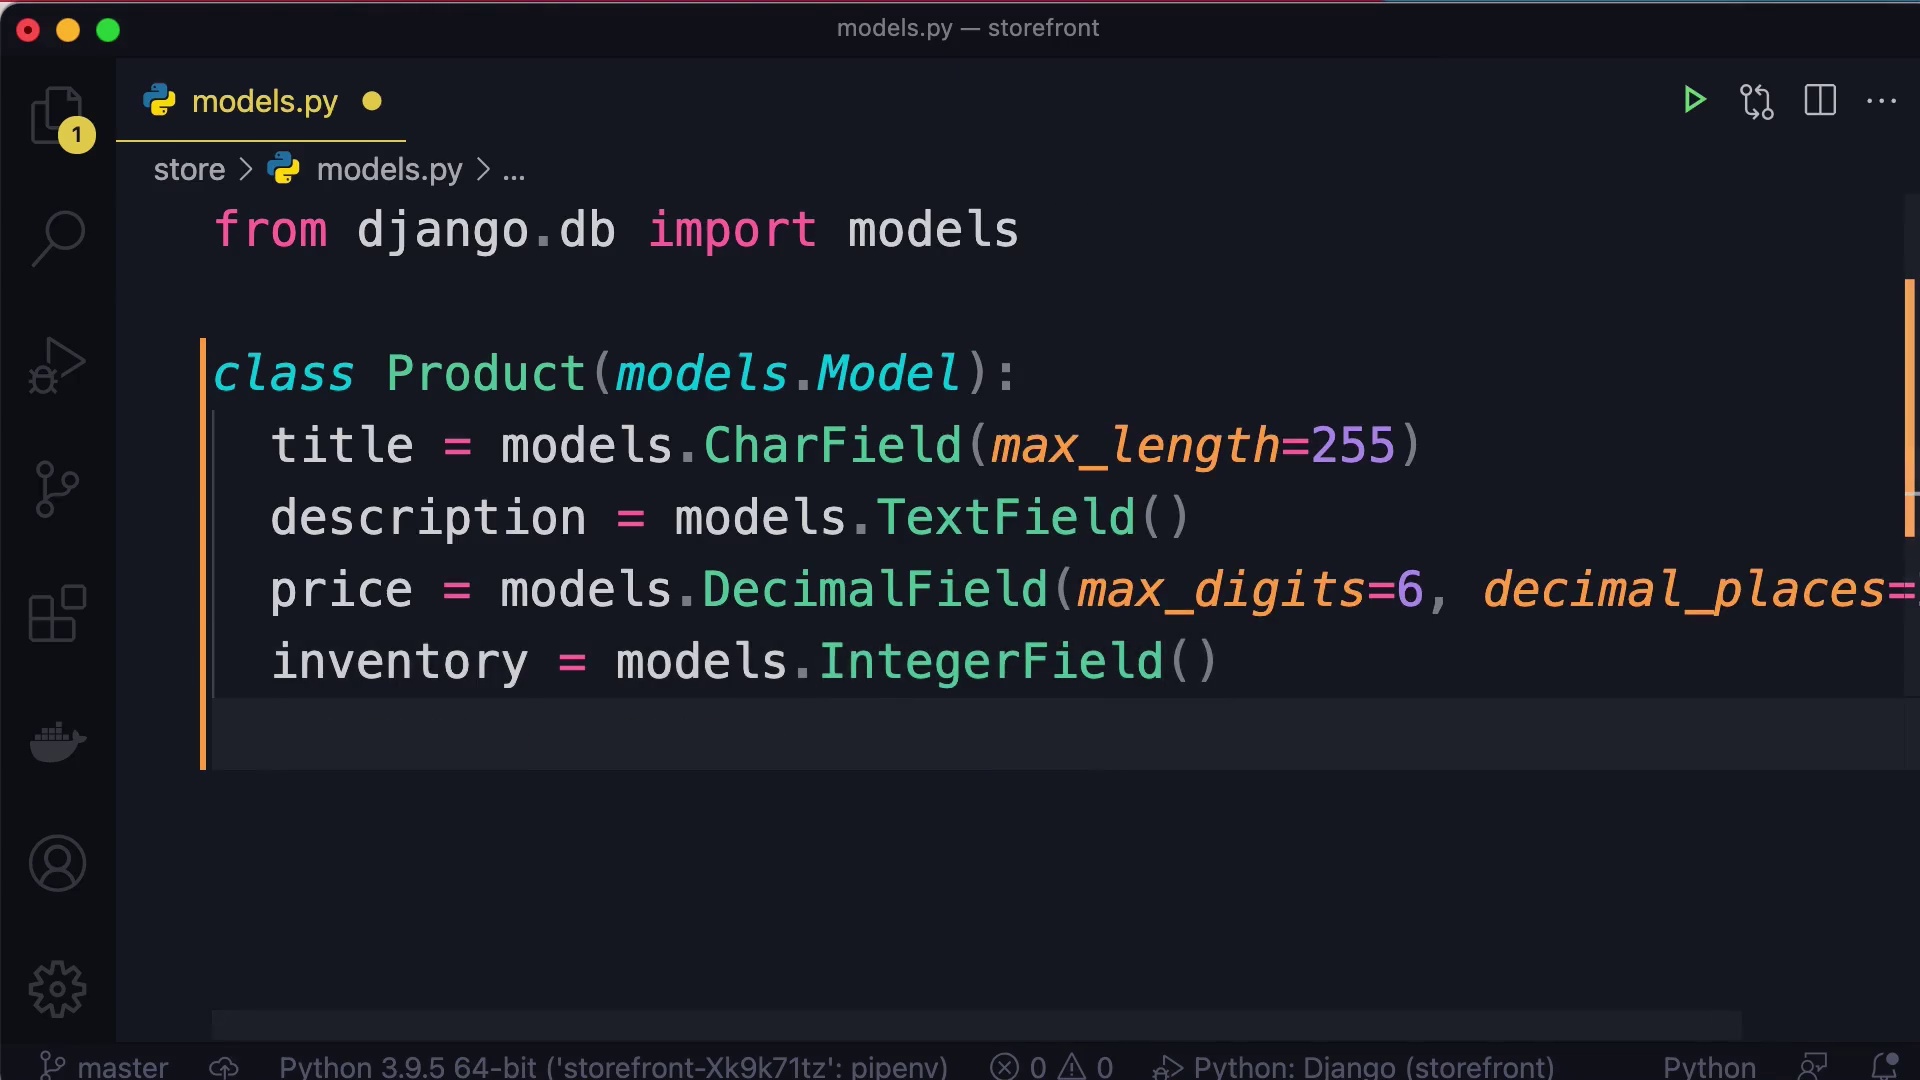 models.py — storefront
models.py
1
store > models.py > ...
from django.db import models
class Product(models.Model):
title = models.CharField(max_length=255)
description = models.TextField()
price = models.DecimalField(max_digits=6, decimal_places=
inventory = models.IntegerField()
master Python 3.9.5 64-bit ('storefront-Xk9k71tz': pipenv) 0 0 Python: Django (storefront) Python